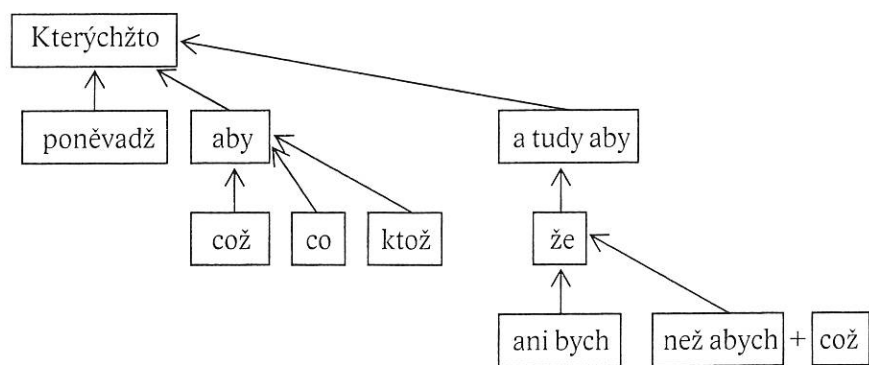 Kterýchžto
poněvadž aby a tudy aby
což co ktož že
ani bych než abych + což